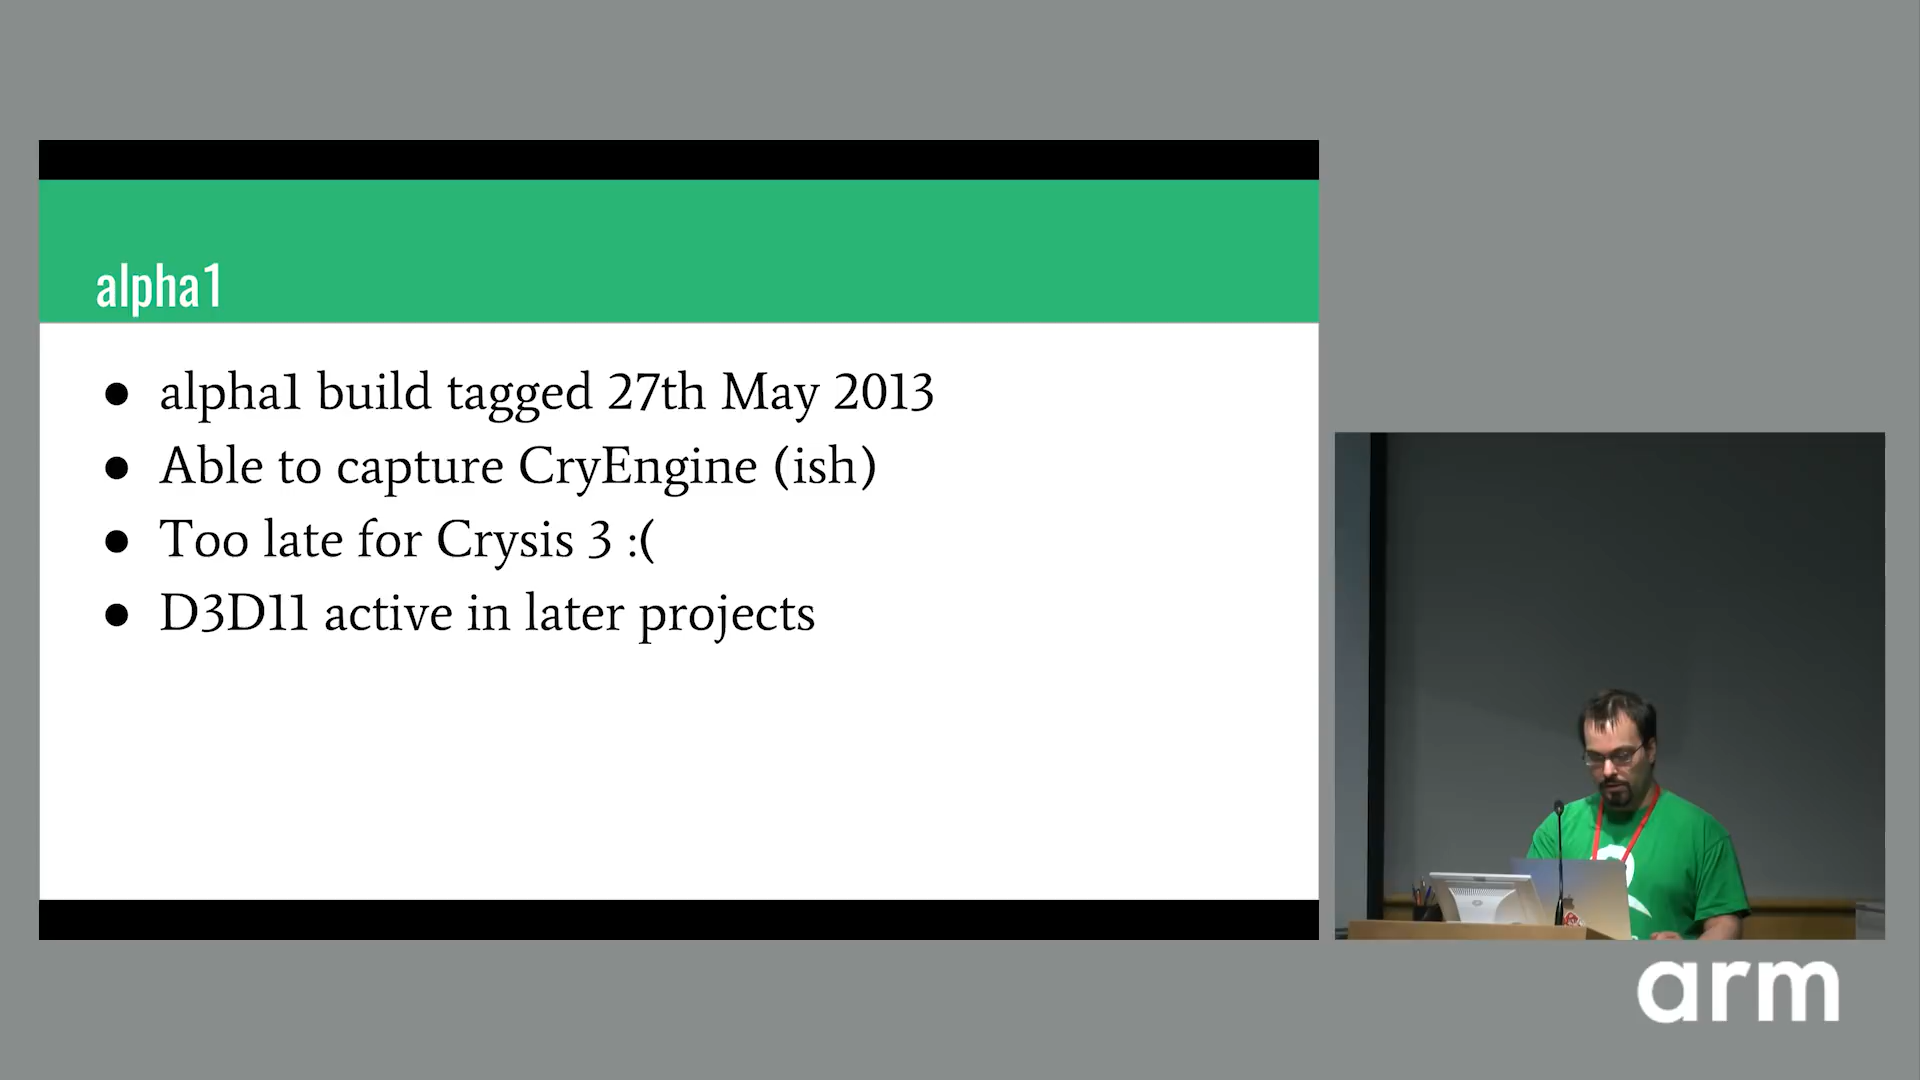 alpha1
● alpha1 build tagged 27th May 2013
● Able to capture CryEngine (ish)
● Too late for Crysis 3 :(
● D3D11 active in later projects
arm